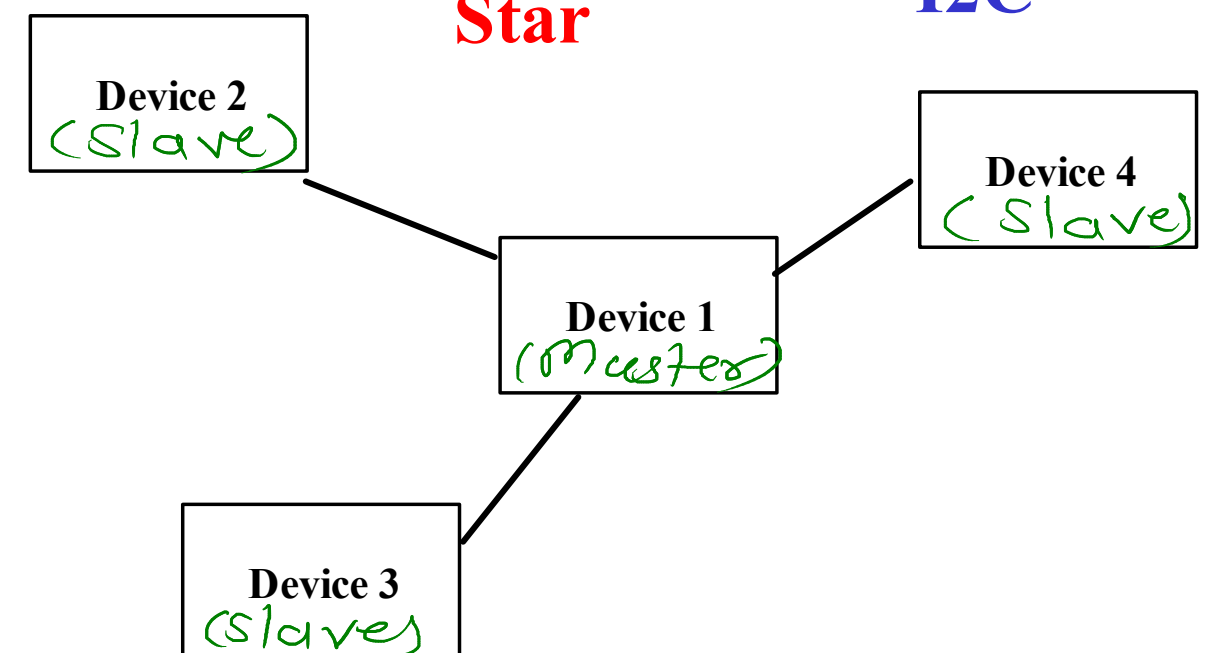 Star
I2C
Device 2
(Slave)
Device 4
(Slave)
Device 1
(Master)
Device 3
(Slave)